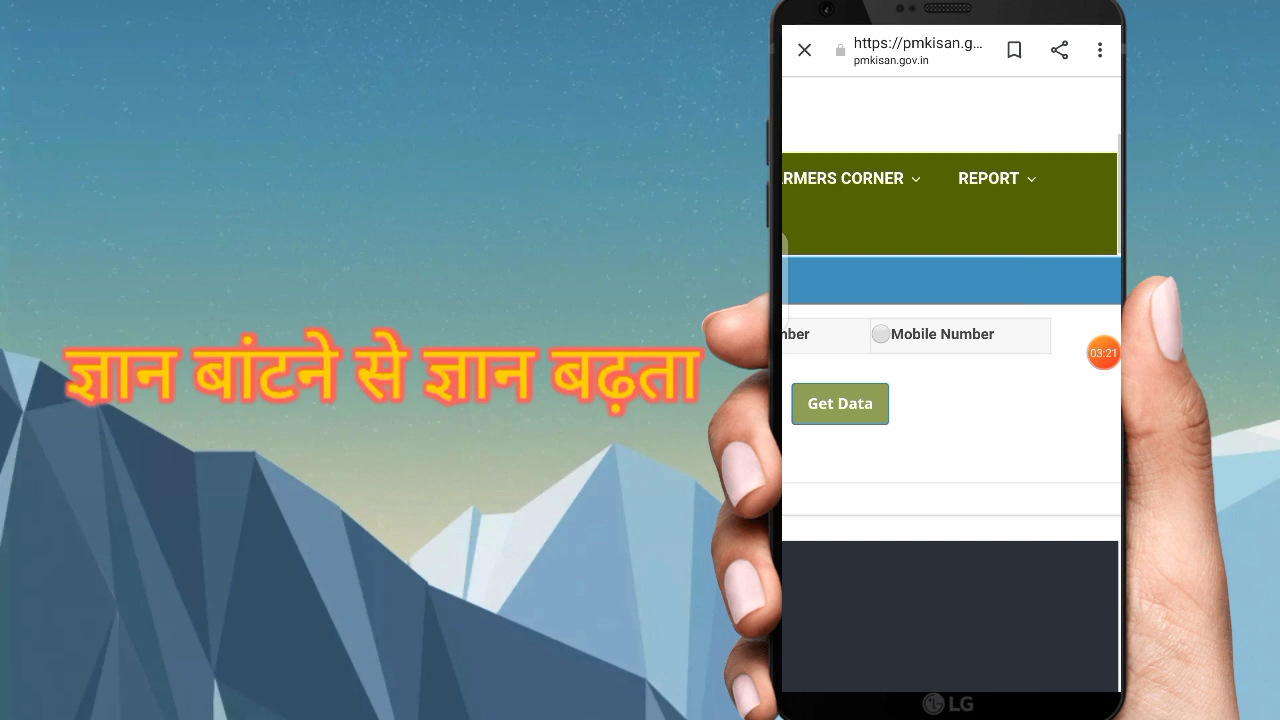 https://pmkisan.g...
pmkisan.gov.in
RMERS CORNER REPORT
nber Mobile Number
03:21
ज्ञान बांटने से ज्ञान बढ़ता
Get Data
LG